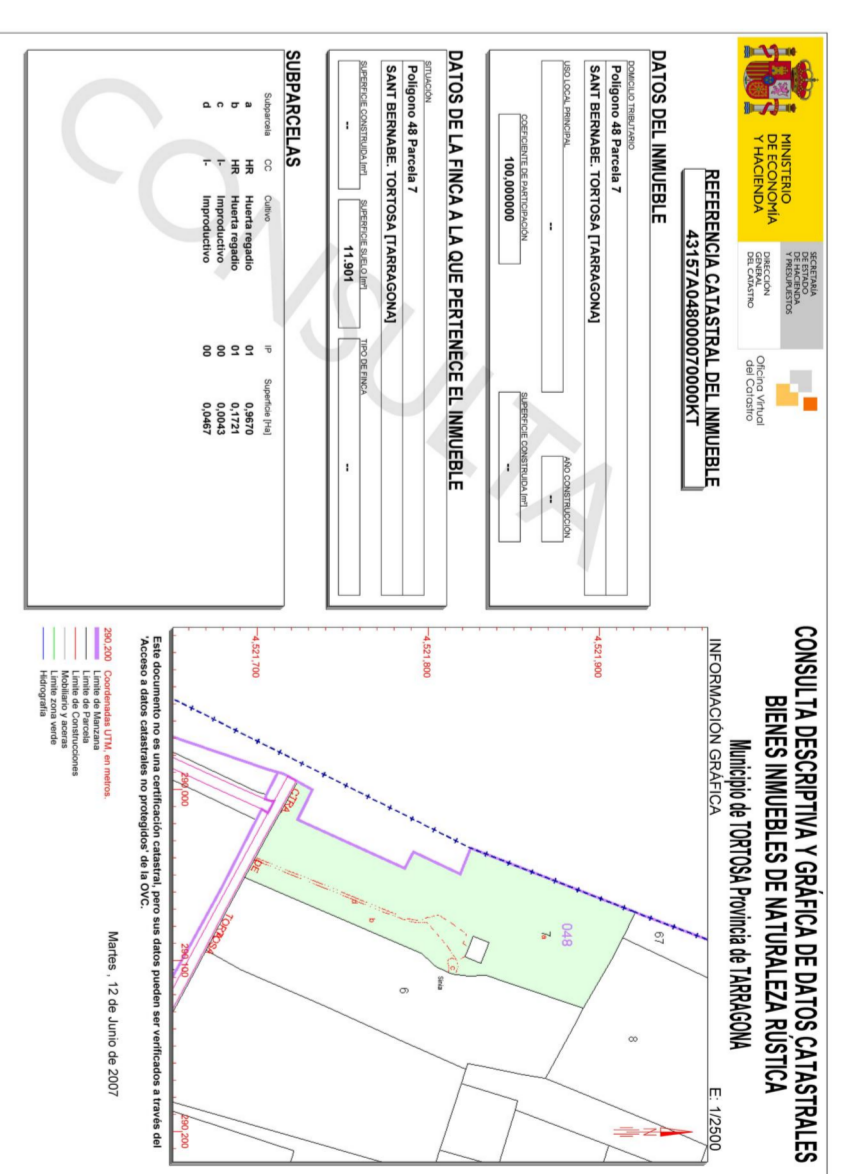 MINISTERIO
DE ECONOMÍA
Y HACIENDA
SECRETARÍA
DE ESTADO
DE HACIENDA
Y PRESUPUESTOS
DIRECCIÓN
GENERAL
DEL CATASTRO
Oficina Virtual
del Catastro
REFERENCIA CATASTRAL DEL INMUEBLE
43157A048000070000KT
DATOS DEL INMUEBLE
DOMICILIO TRIBUTARIO
Polígono 48 Parcela 7
SANT BERNABE. TORTOSA [TARRAGONA]
USO LOCAL PRINCIPAL
--
AÑO CONSTRUCCIÓN
--
COEFICIENTE DE PARTICIPACIÓN
100,000000
SUPERFICIE CONSTRUIDA [m²]
--
DATOS DE LA FINCA A LA QUE PERTENECE EL INMUEBLE
SITUACIÓN
Polígono 48 Parcela 7
SANT BERNABE. TORTOSA [TARRAGONA]
SUPERFICIE CONSTRUIDA [m²]
--
SUPERFICIE SUELO [m²]
11.901
TIPO DE FINCA
--
SUBPARCELAS
Subparcela CC Cultivo IP Superficie [Ha]
a HR Huerta regadio 01 0,9670
b HR Huerta regadio 01 0,1721
c I- Improductivo 00 0,0043
d I- Improductivo 00 0,0467
CONSULTA
CONSULTA DESCRIPTIVA Y GRÁFICA DE DATOS CATASTRALES
BIENES INMUEBLES DE NATURALEZA RÚSTICA
Municipio de TORTOSA Provincia de TARRAGONA
INFORMACIÓN GRÁFICA
E: 1/2500
4,521,900
4,521,800
4,521,700
290,000
290,100
290,200
67
8
048
7a
6
b
c
Sinia
N
CTRA
DE
TORTOSA
Este documento no es una certificación catastral, pero sus datos pueden ser verificados a través del
'Acceso a datos catastrales no protegidos' de la OVC.
290,200 Coordenadas UTM, en metros.
Límite de Manzana
Límite de Parcela
Límite de Construcciones
Mobiliario y aceras
Límite zona verde
Hidrografía
Martes , 12 de Junio de 2007